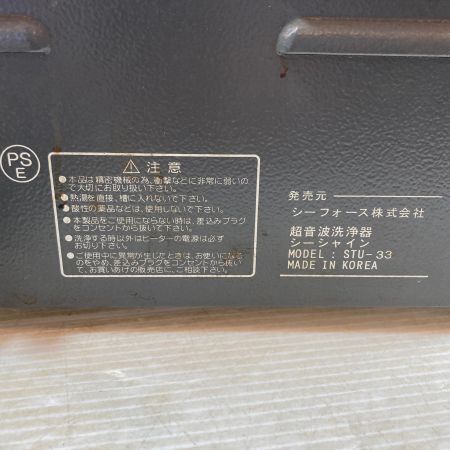 PS
E
⚠ 注意
●本品は精密機械の為、衝撃などに非常に弱いの
で大切にお取り扱い下さい。
●熱湯を直接、槽に入れないで下さい。
●酸性の薬品などは、使用しないで下さい。
●本製品をご使用にならない時は、差込みプラグ
をコンセントから抜いて下さい。
●洗浄する時以外はヒーターの電源は必ず
お切り下さい。
●ご使用中に異常が生じたときは、お使いになる
のをやめ、差込みプラグをコンセントから抜い
て、お買いあげの販売店に、ご相談下さい。
発売元
シーフォース株式会社
超音波洗浄器
シーシャイン
MODEL : STU-33
MADE IN KOREA